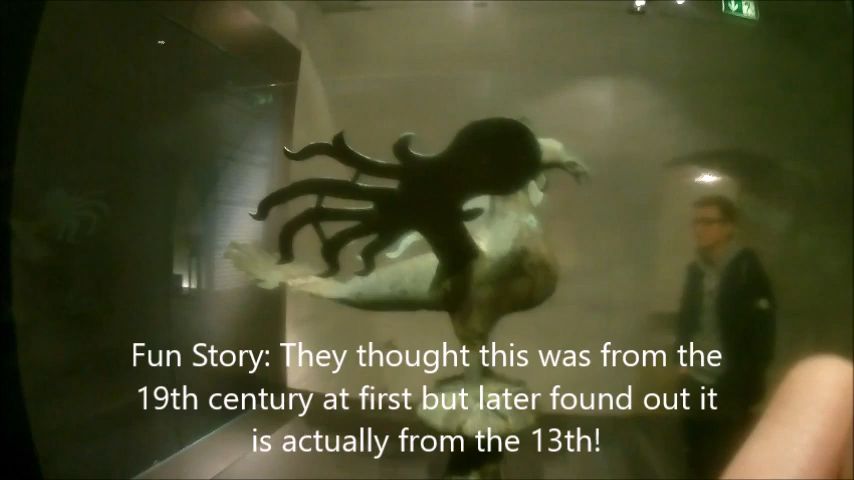 Fun Story: They thought this was from the
19th century at first but later found out it
is actually from the 13th!